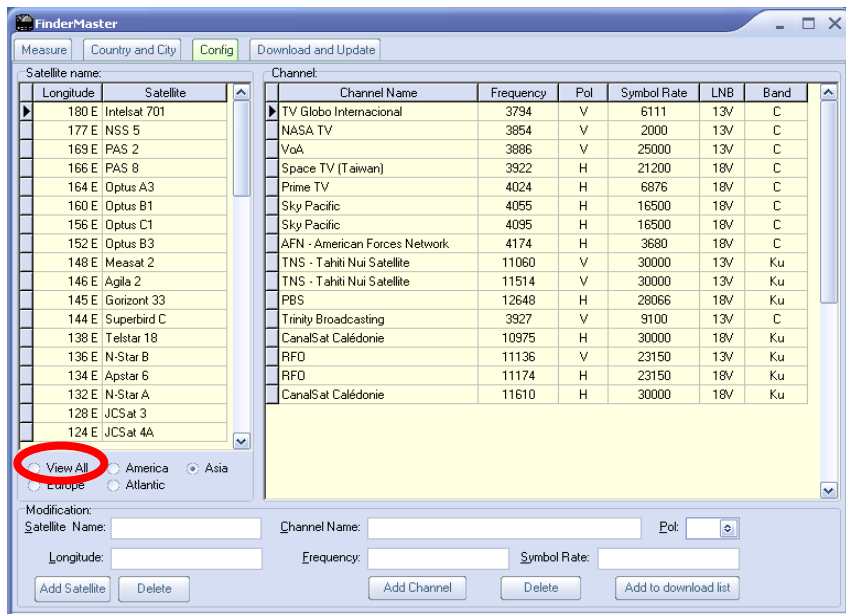 FinderMaster
Measure Country and City Config Download and Update
Satellite name:
Longitude Satellite
180 E Intelsat 701
177 E NSS 5
169 E PAS 2
166 E PAS 8
164 E Optus A3
160 E Optus B1
156 E Optus C1
152 E Optus B3
148 E Measat 2
146 E Agila 2
145 E Gorizont 33
144 E Superbird C
138 E Telstar 18
136 E N-Star B
134 E Apstar 6
132 E N-Star A
128 E JCSat 3
124 E JCSat 4A
View All America Asia
Europe Atlantic
Channel:
Channel Name Frequency Pol Symbol Rate LNB Band
TV Globo Internacional 3794 V 6111 13V C
NASA TV 3854 V 2000 13V C
VoA 3886 V 25000 13V C
Space TV (Taiwan) 3922 H 21200 18V C
Prime TV 4024 H 6876 18V C
Sky Pacific 4055 H 16500 18V C
Sky Pacific 4095 H 16500 18V C
AFN - American Forces Network 4174 H 3680 18V C
TNS - Tahiti Nui Satellite 11060 V 30000 13V Ku
TNS - Tahiti Nui Satellite 11514 V 30000 13V Ku
PBS 12648 H 28066 18V Ku
Trinity Broadcasting 3927 V 9100 13V C
CanalSat Calédonie 10975 H 30000 18V Ku
RFO 11136 V 23150 13V Ku
RFO 11174 H 23150 18V Ku
CanalSat Calédonie 11610 H 30000 18V Ku
Modification:
Satellite Name: Channel Name: Pol:
Longitude: Frequency: Symbol Rate:
Add Satellite Delete Add Channel Delete Add to download list